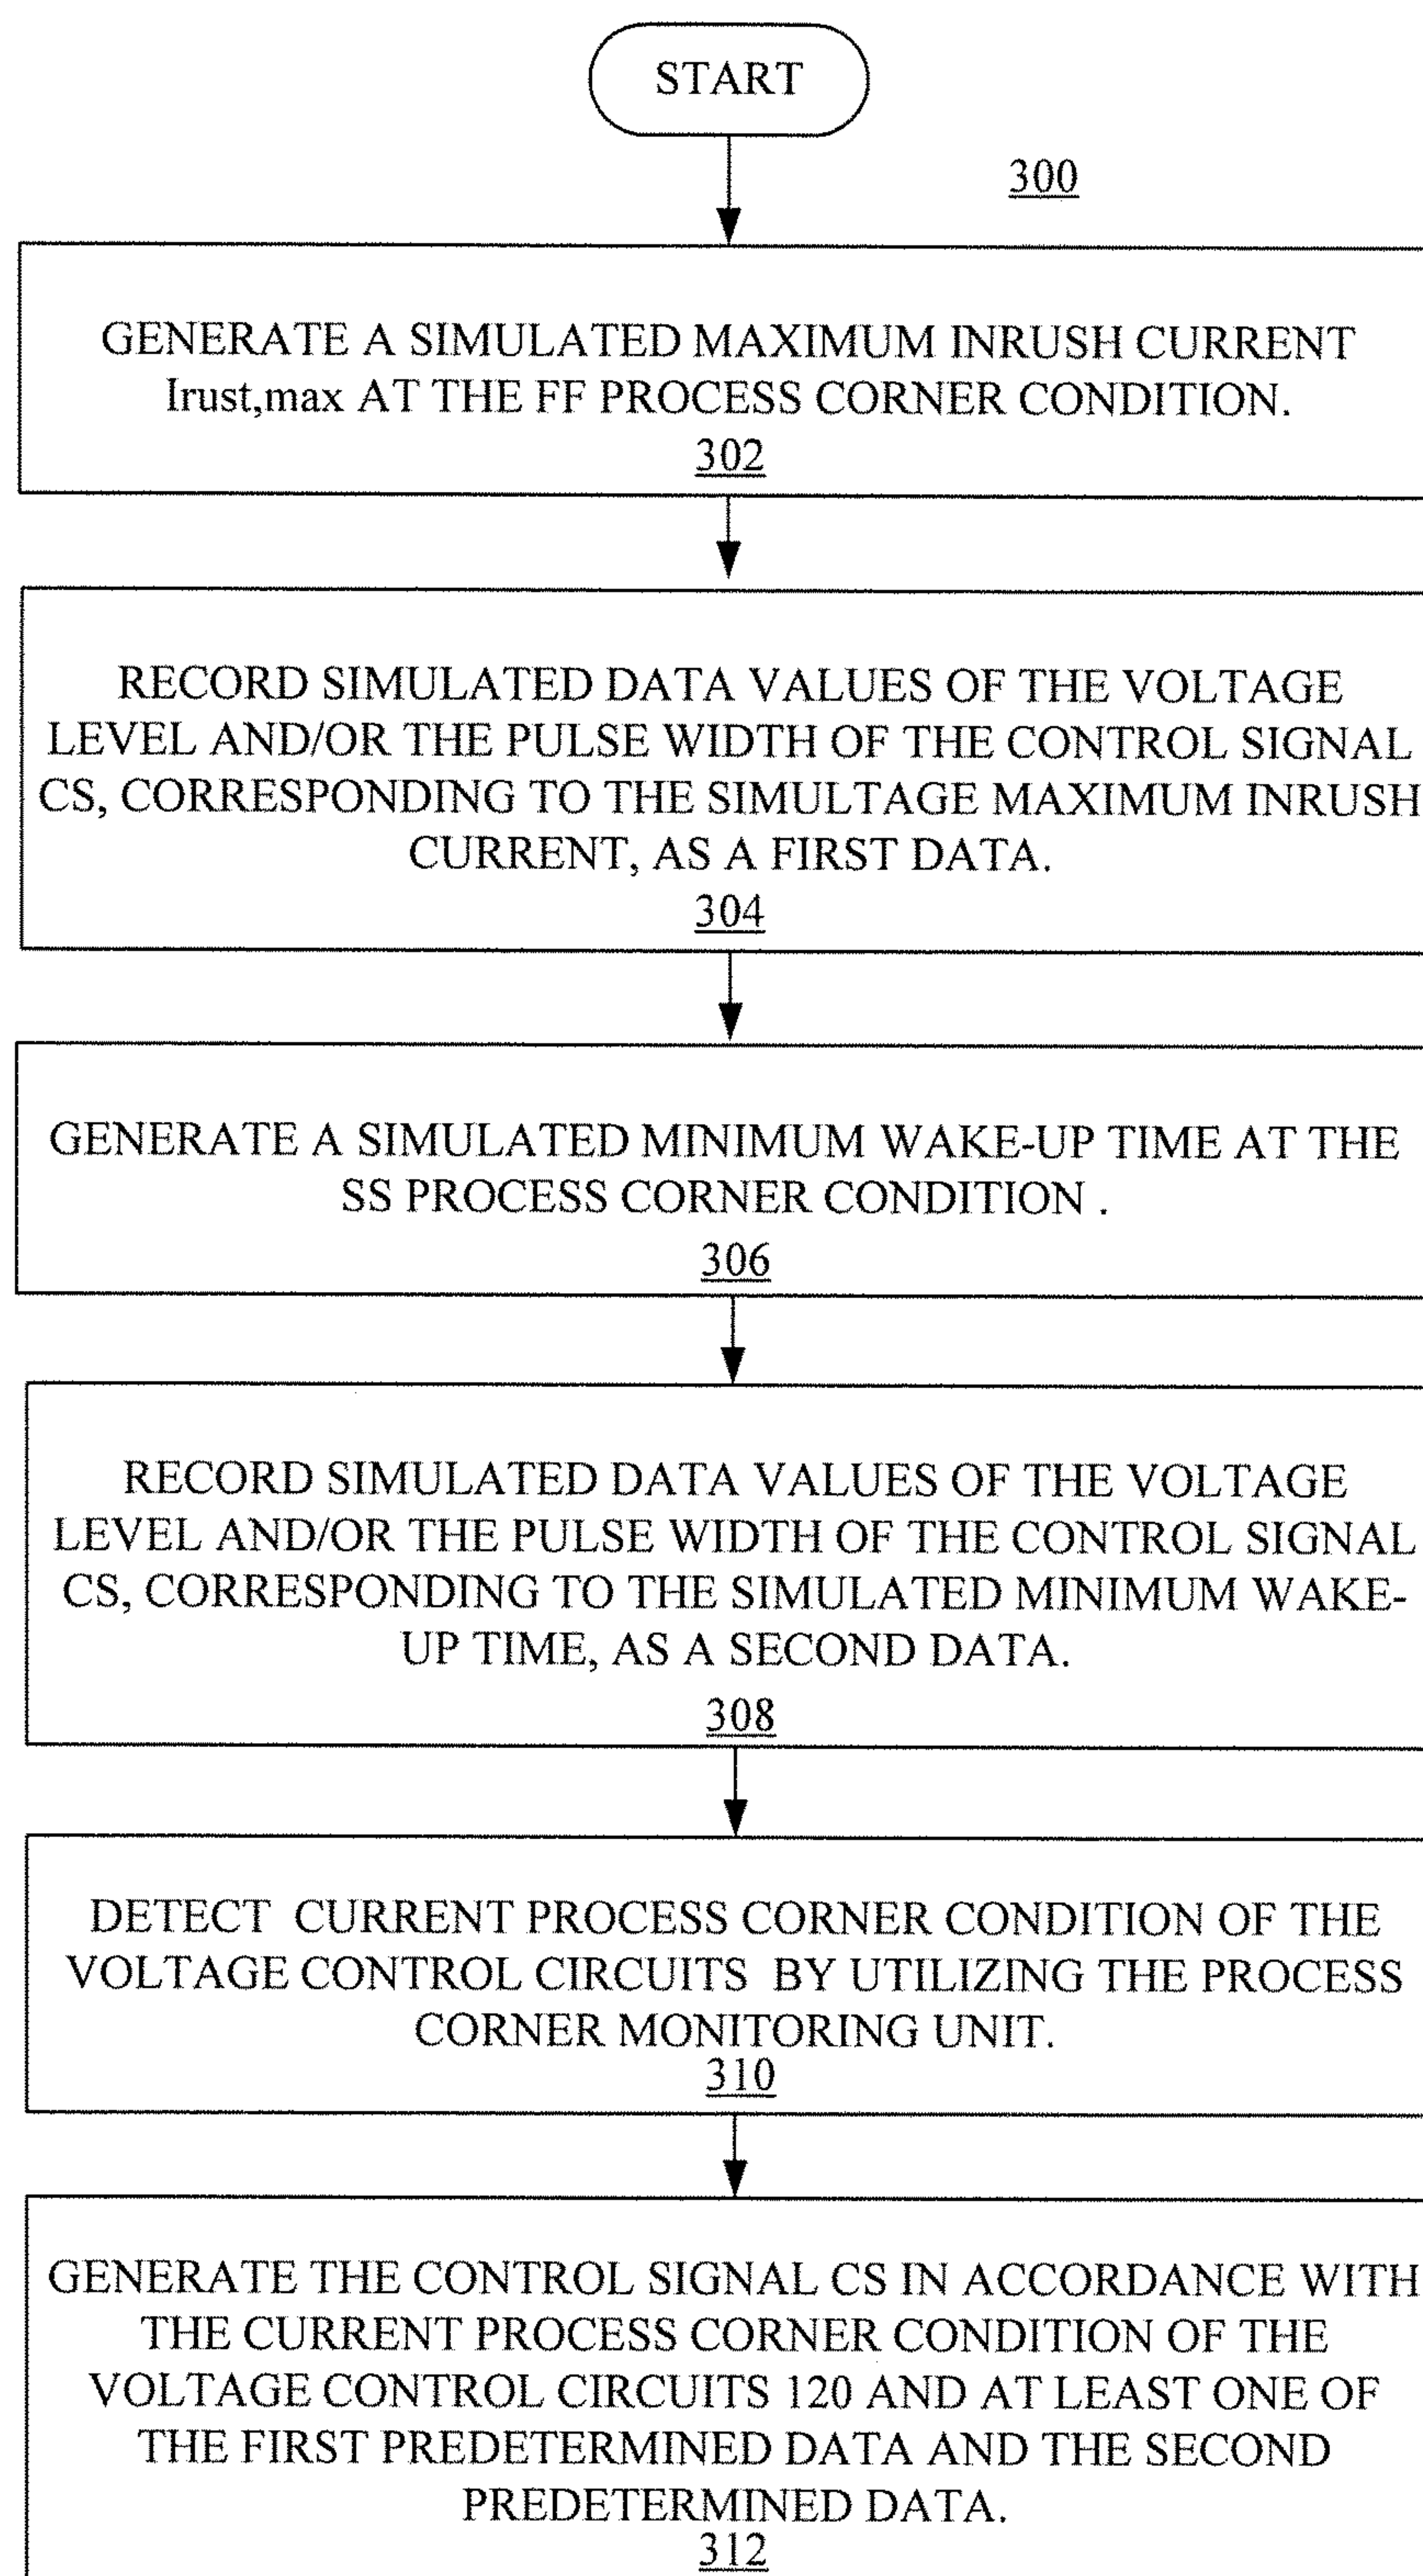 START
300
GENERATE A SIMULATED MAXIMUM INRUSH CURRENT
Irust,max AT THE FF PROCESS CORNER CONDITION.
302
RECORD SIMULATED DATA VALUES OF THE VOLTAGE
LEVEL AND/OR THE PULSE WIDTH OF THE CONTROL SIGNAL
CS, CORRESPONDING TO THE SIMULTAGE MAXIMUM INRUSH
CURRENT, AS A FIRST DATA.
304
GENERATE A SIMULATED MINIMUM WAKE-UP TIME AT THE
SS PROCESS CORNER CONDITION .
306
RECORD SIMULATED DATA VALUES OF THE VOLTAGE
LEVEL AND/OR THE PULSE WIDTH OF THE CONTROL SIGNAL
CS, CORRESPONDING TO THE SIMULATED MINIMUM WAKE-
UP TIME, AS A SECOND DATA.
308
DETECT CURRENT PROCESS CORNER CONDITION OF THE
VOLTAGE CONTROL CIRCUITS BY UTILIZING THE PROCESS
CORNER MONITORING UNIT.
310
GENERATE THE CONTROL SIGNAL CS IN ACCORDANCE WITH
THE CURRENT PROCESS CORNER CONDITION OF THE
VOLTAGE CONTROL CIRCUITS 120 AND AT LEAST ONE OF
THE FIRST PREDETERMINED DATA AND THE SECOND
PREDETERMINED DATA.
312